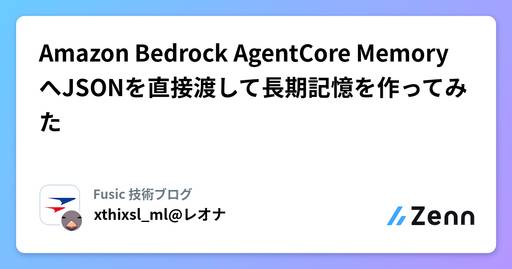 Amazon Bedrock AgentCore Memory
へJSONを直接渡して長期記憶を作ってみ
た
Fusic 技術ブログ
xthixsl_ml@レオナ
Zenn